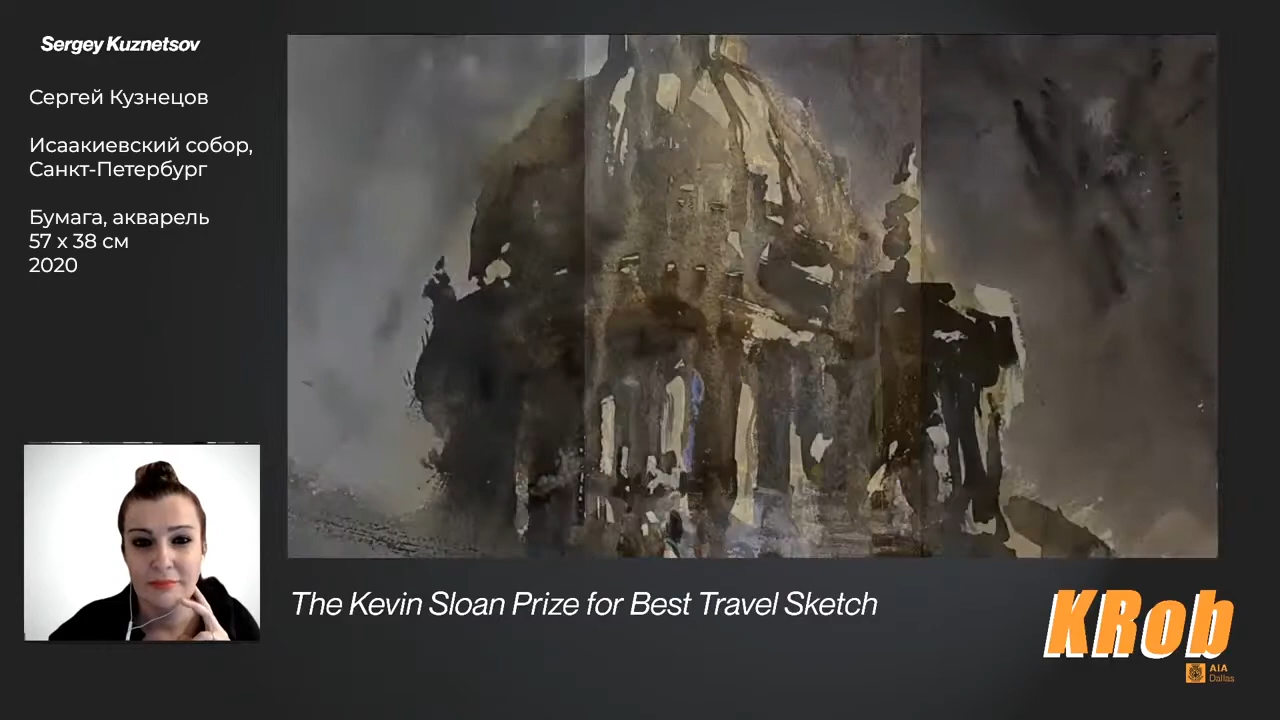 Sergey Kuznetsov
Сергей Кузнецов
Исаакиевский собор,
Санкт-Петербург
Бумага, акварель
57 x 38 см
2020
The Kevin Sloan Prize for Best Travel Sketch
KRob
AIA
Dallas